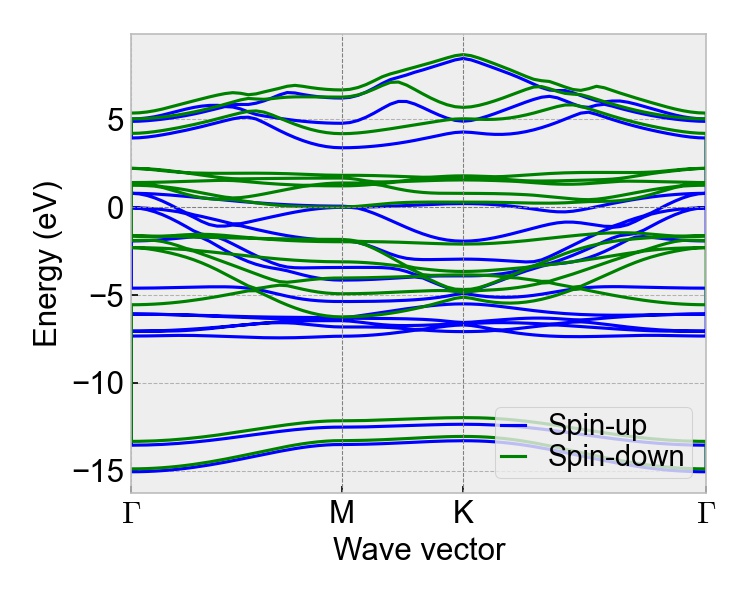 5
0
−5
−10
−15
Energy (eV)
Spin-up
Spin-down
Γ M K Γ
Wave vector